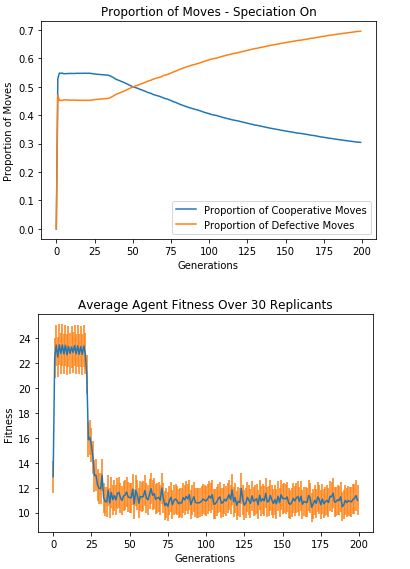 Proportion of Moves - Speciation On
Proportion of Moves
0.7
0.6
0.5
0.4
0.3
0.2
0.1
0.0
Proportion of Cooperative Moves
Proportion of Defective Moves
0 25 50 75 100 125 150 175 200
Generations
Average Agent Fitness Over 30 Replicants
Fitness
24
22
20
18
16
14
12
10
0 25 50 75 100 125 150 175 200
Generations